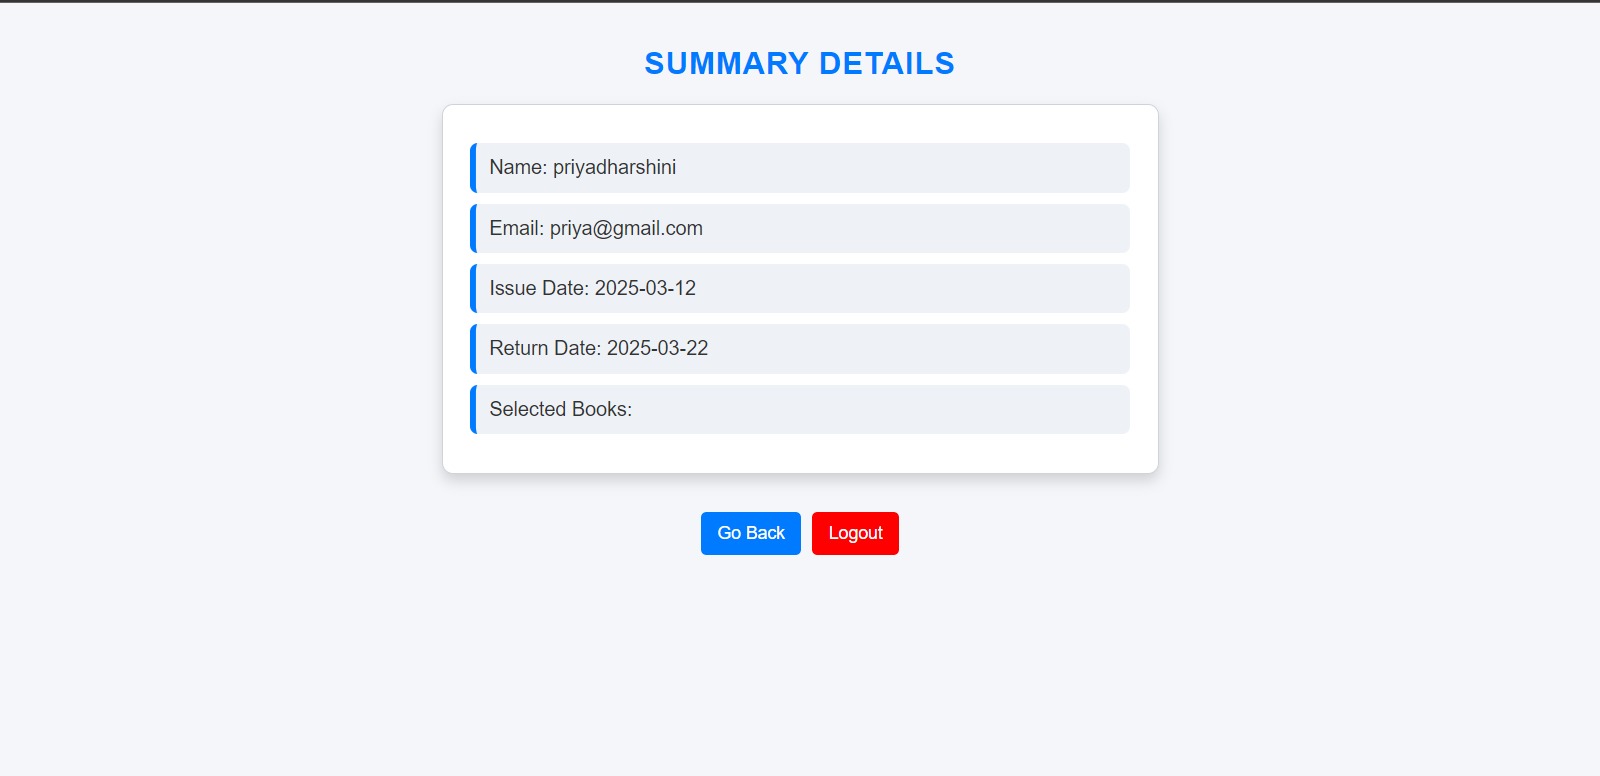 SUMMARY DETAILS
Name: priyadharshini
Email: priya@gmail.com
Issue Date: 2025-03-12
Return Date: 2025-03-22
Selected Books:
Go Back
Logout